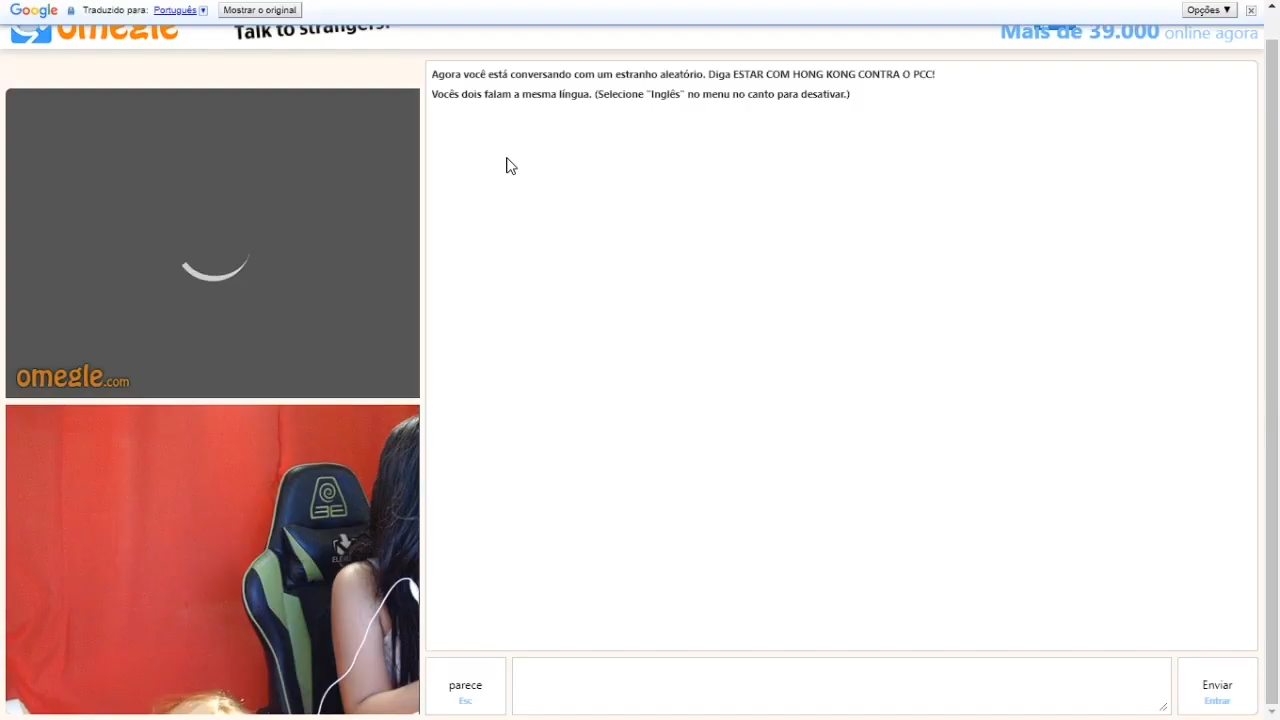 Google Traduzido para: Português Mostrar o original Opções
omegle Talk to strangers! Mais de 39.000 online agora
Agora você está conversando com um estranho aleatório. Diga ESTAR COM HONG KONG CONTRA O PCC!
Vocês dois falam a mesma língua. (Selecione "Inglês" no menu no canto para desativar.)
omegle.com
parece
Esc
Enviar
Entrar